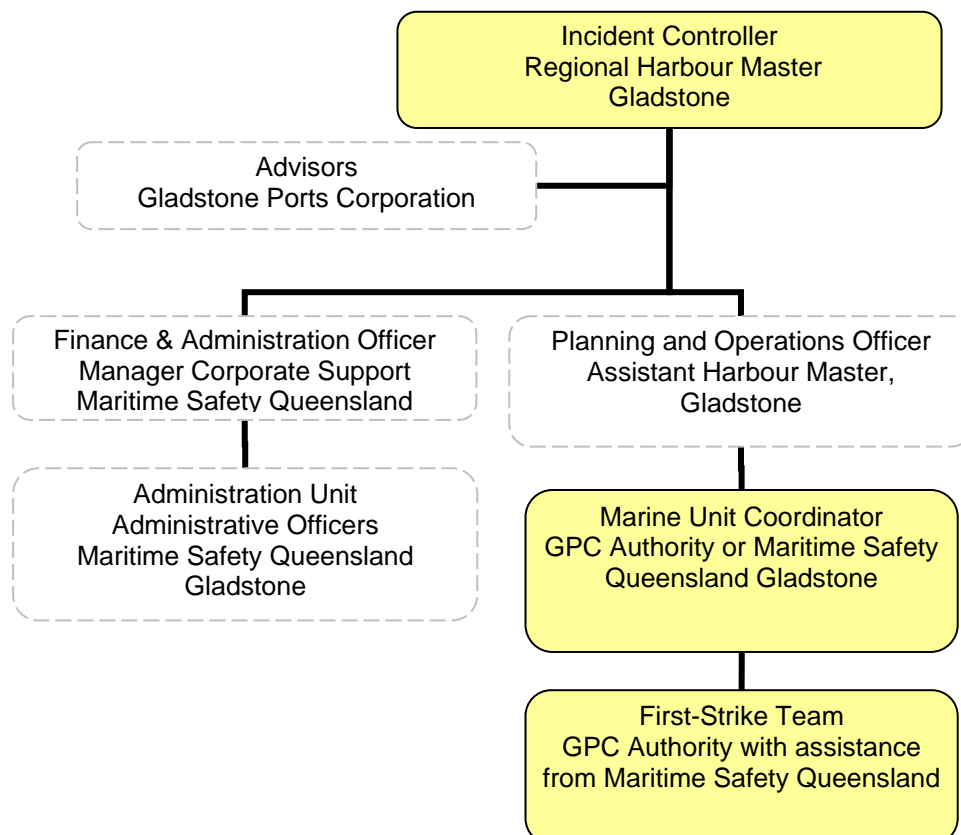 Incident Controller
Regional Harbour Master
Gladstone
Advisors
Gladstone Ports Corporation
Finance & Administration Officer
Manager Corporate Support
Maritime Safety Queensland
Planning and Operations Officer
Assistant Harbour Master,
Gladstone
Administration Unit
Administrative Officers
Maritime Safety Queensland
Gladstone
Marine Unit Coordinator
GPC Authority or Maritime Safety
Queensland Gladstone
First-Strike Team
GPC Authority with assistance
from Maritime Safety Queensland